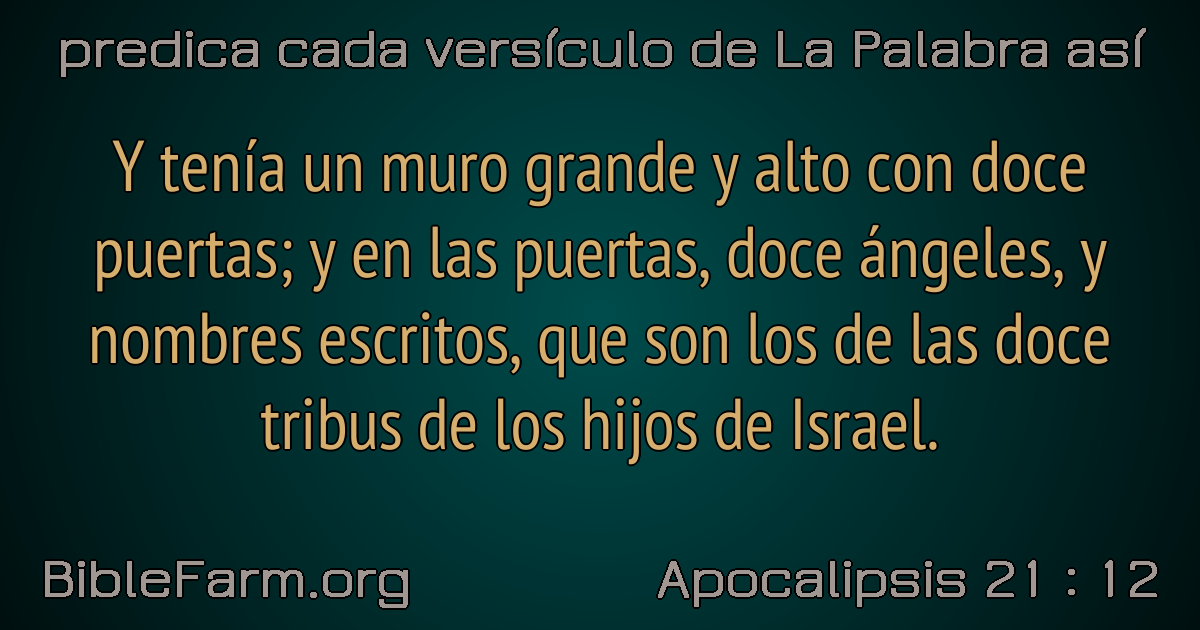 predica cada versículo de La Palabra así
Y tenía un muro grande y alto con doce
puertas; y en las puertas, doce ángeles, y
nombres escritos, que son los de las doce
tribus de los hijos de Israel.
BibleFarm.org
Apocalipsis 21 : 12